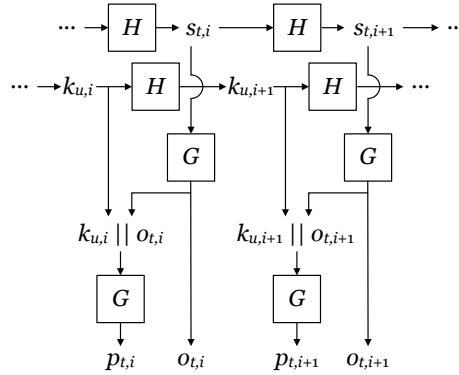 ··· H s_{t,i} H s_{t,i+1} ··
··· k_{u,i} H k_{u,i+1} H ···
G G
k_{u,i} || o_{t,i} k_{u,i+1} || o_{t,i+1}
G G
p_{t,i} o_{t,i} p_{t,i+1} o_{t,i+1}